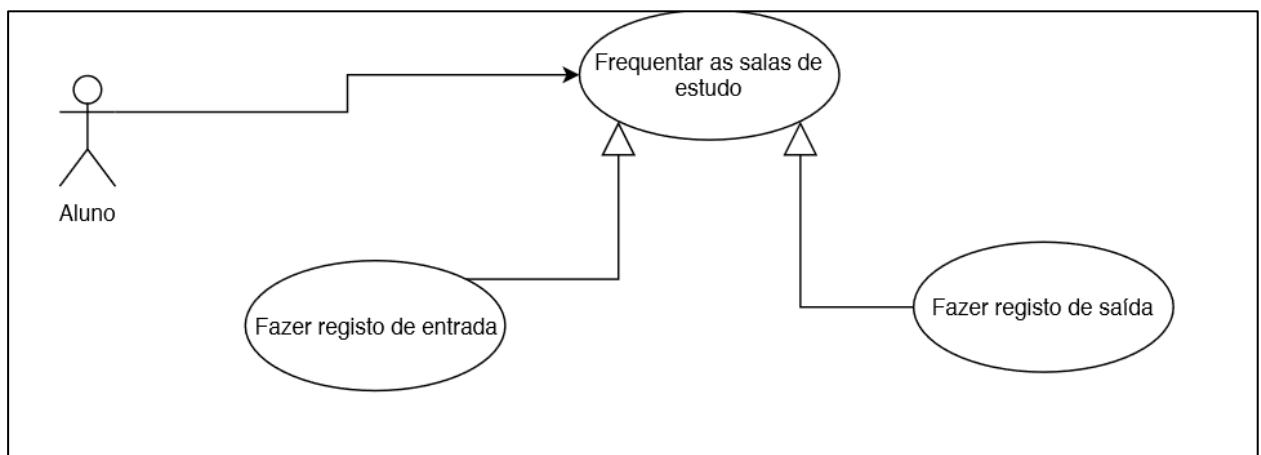 Frequentar as salas de
estudo
Aluno
Fazer registo de entrada
Fazer registo de saída